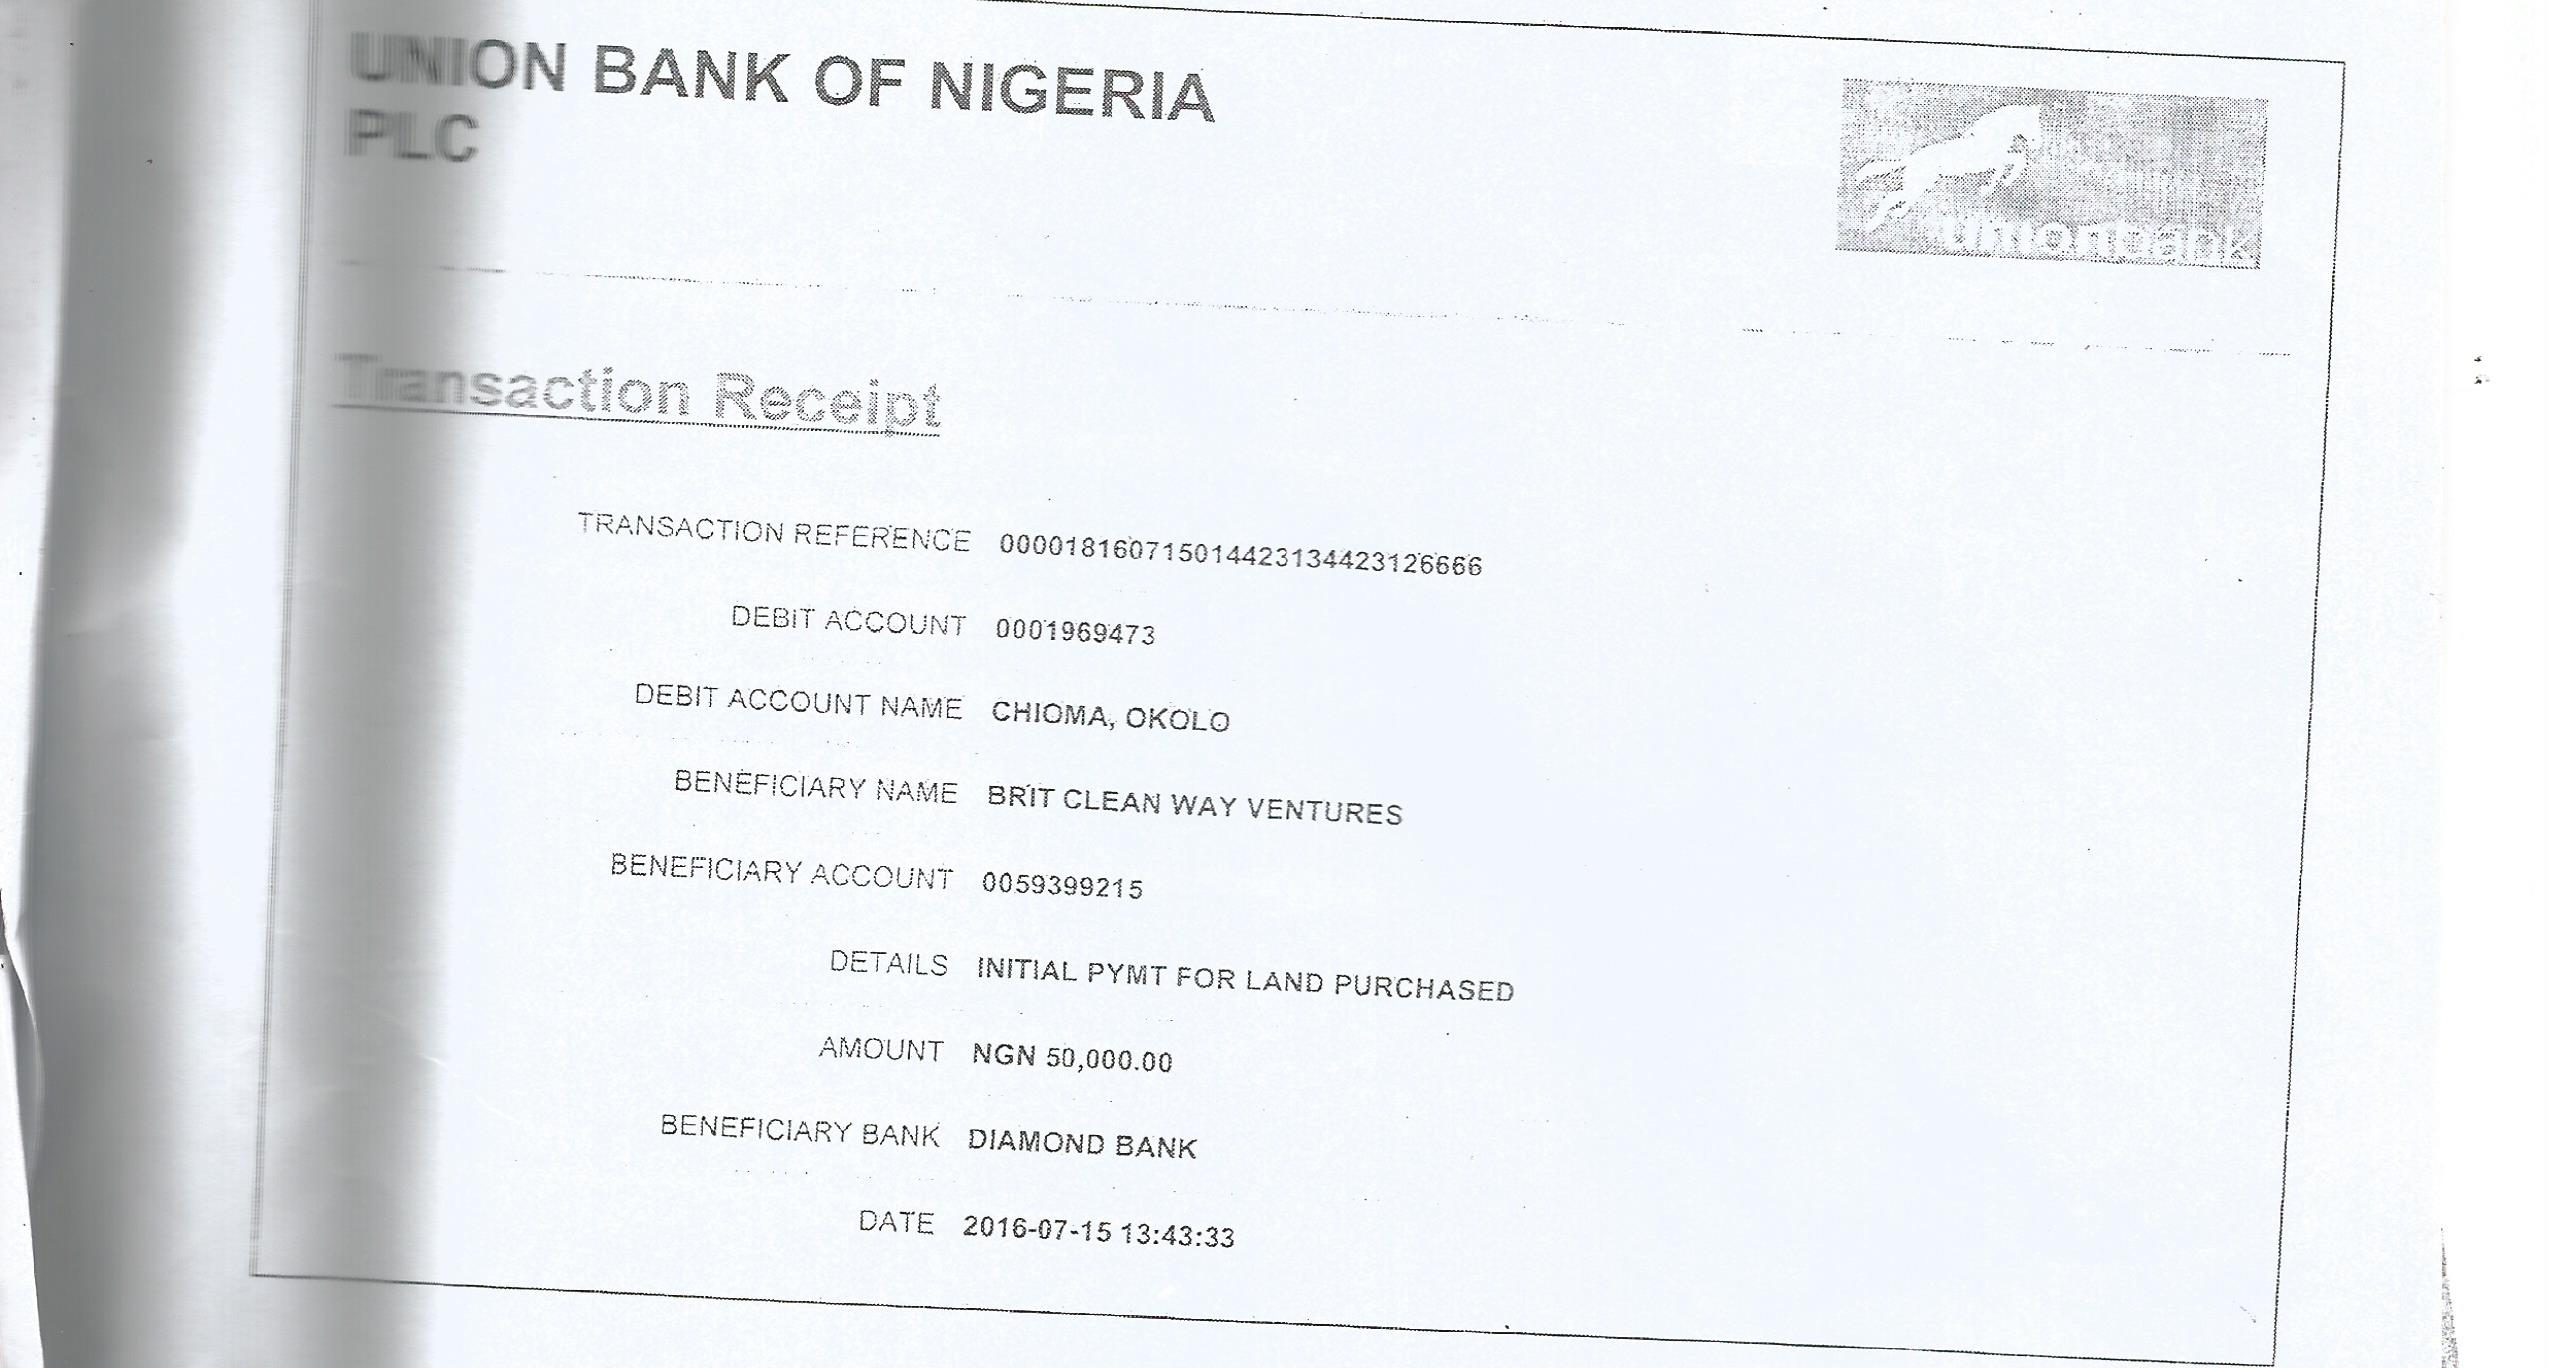 UNION BANK OF NIGERIA
PLC
unionbank
Transaction Receipt
TRANSACTION REFERENCE 000018160715014423134423126666
DEBIT ACCOUNT 0001969473
DEBIT ACCOUNT NAME CHIOMA, OKOLO
BENEFICIARY NAME BRIT CLEAN WAY VENTURES
BENEFICIARY ACCOUNT 0059399215
DETAILS INITIAL PYMT FOR LAND PURCHASED
AMOUNT NGN 50,000.00
BENEFICIARY BANK DIAMOND BANK
DATE 2016-07-15 13:43:33